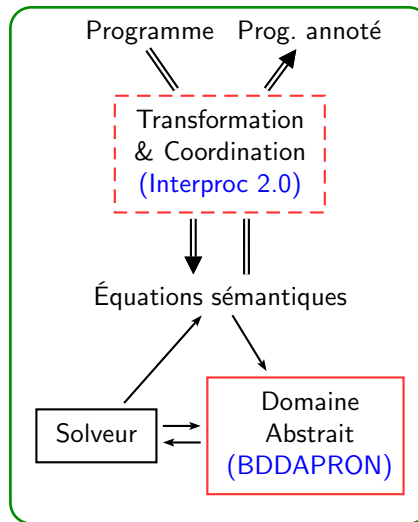 Programme Prog. annoté
Transformation
& Coordination
(Interproc 2.0)
Équations sémantiques
Solveur
Domaine
Abstrait
(BDDAPRON)